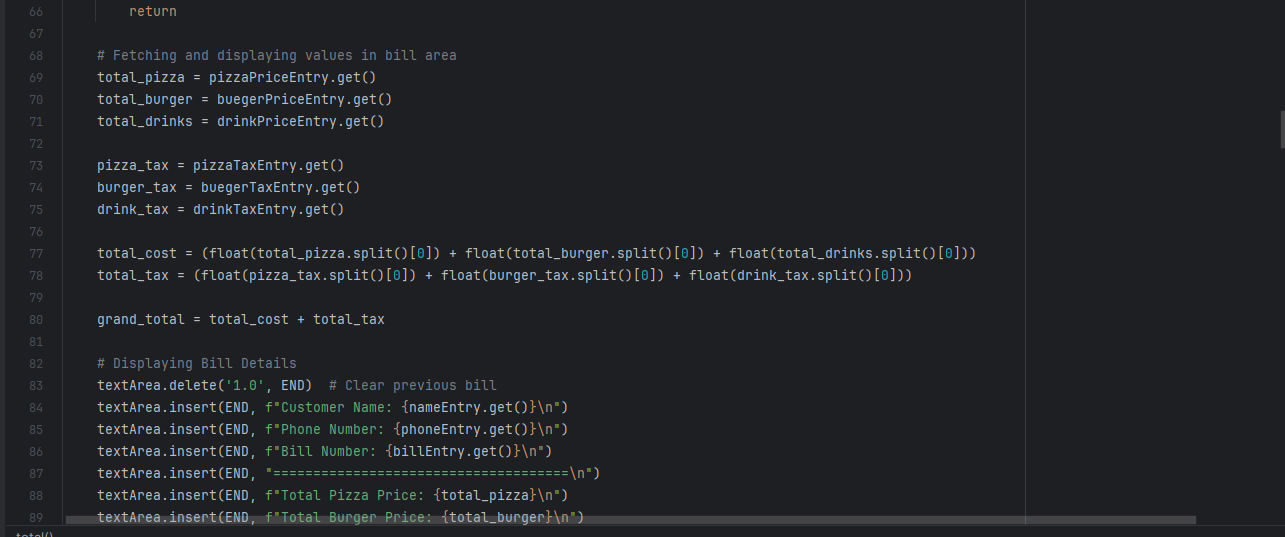 66 return
67
68 # Fetching and displaying values in bill area
69 total_pizza = pizzaPriceEntry.get()
70 total_burger = buegerPriceEntry.get()
71 total_drinks = drinkPriceEntry.get()
72
73 pizza_tax = pizzaTaxEntry.get()
74 burger_tax = buegerTaxEntry.get()
75 drink_tax = drinkTaxEntry.get()
76
77 total_cost = (float(total_pizza.split()[0]) + float(total_burger.split()[0]) + float(total_drinks.split()[0]))
78 total_tax = (float(pizza_tax.split()[0]) + float(burger_tax.split()[0]) + float(drink_tax.split()[0]))
79
80 grand_total = total_cost + total_tax
81
82 # Displaying Bill Details
83 textArea.delete('1.0', END)  # Clear previous bill
84 textArea.insert(END, f"Customer Name: {nameEntry.get()}\n")
85 textArea.insert(END, f"Phone Number: {phoneEntry.get()}\n")
86 textArea.insert(END, f"Bill Number: {billEntry.get()}\n")
87 textArea.insert(END, "=====================================\n")
88 textArea.insert(END, f"Total Pizza Price: {total_pizza}\n")
89 textArea.insert(END, f"Total Burger Price: {total_burger}\n")
total()